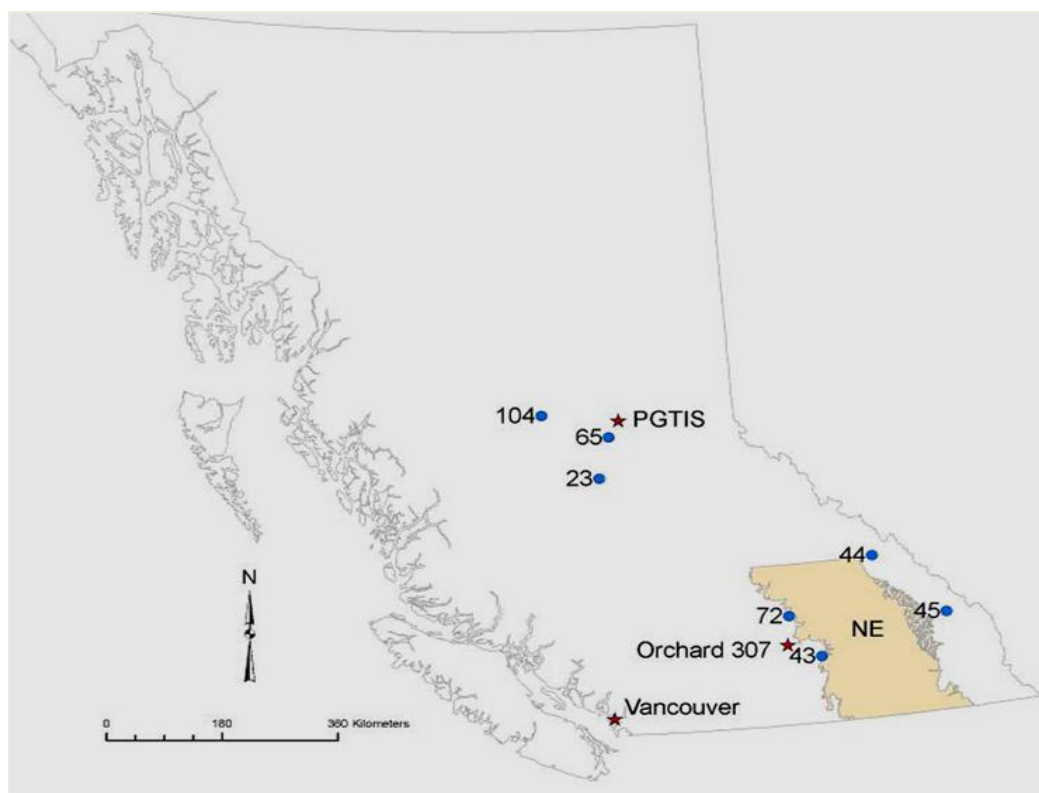 104
PGTIS
65
23
44
45
72
NE
Orchard 307
43
N
Vancouver
0 180 360 Kilometers